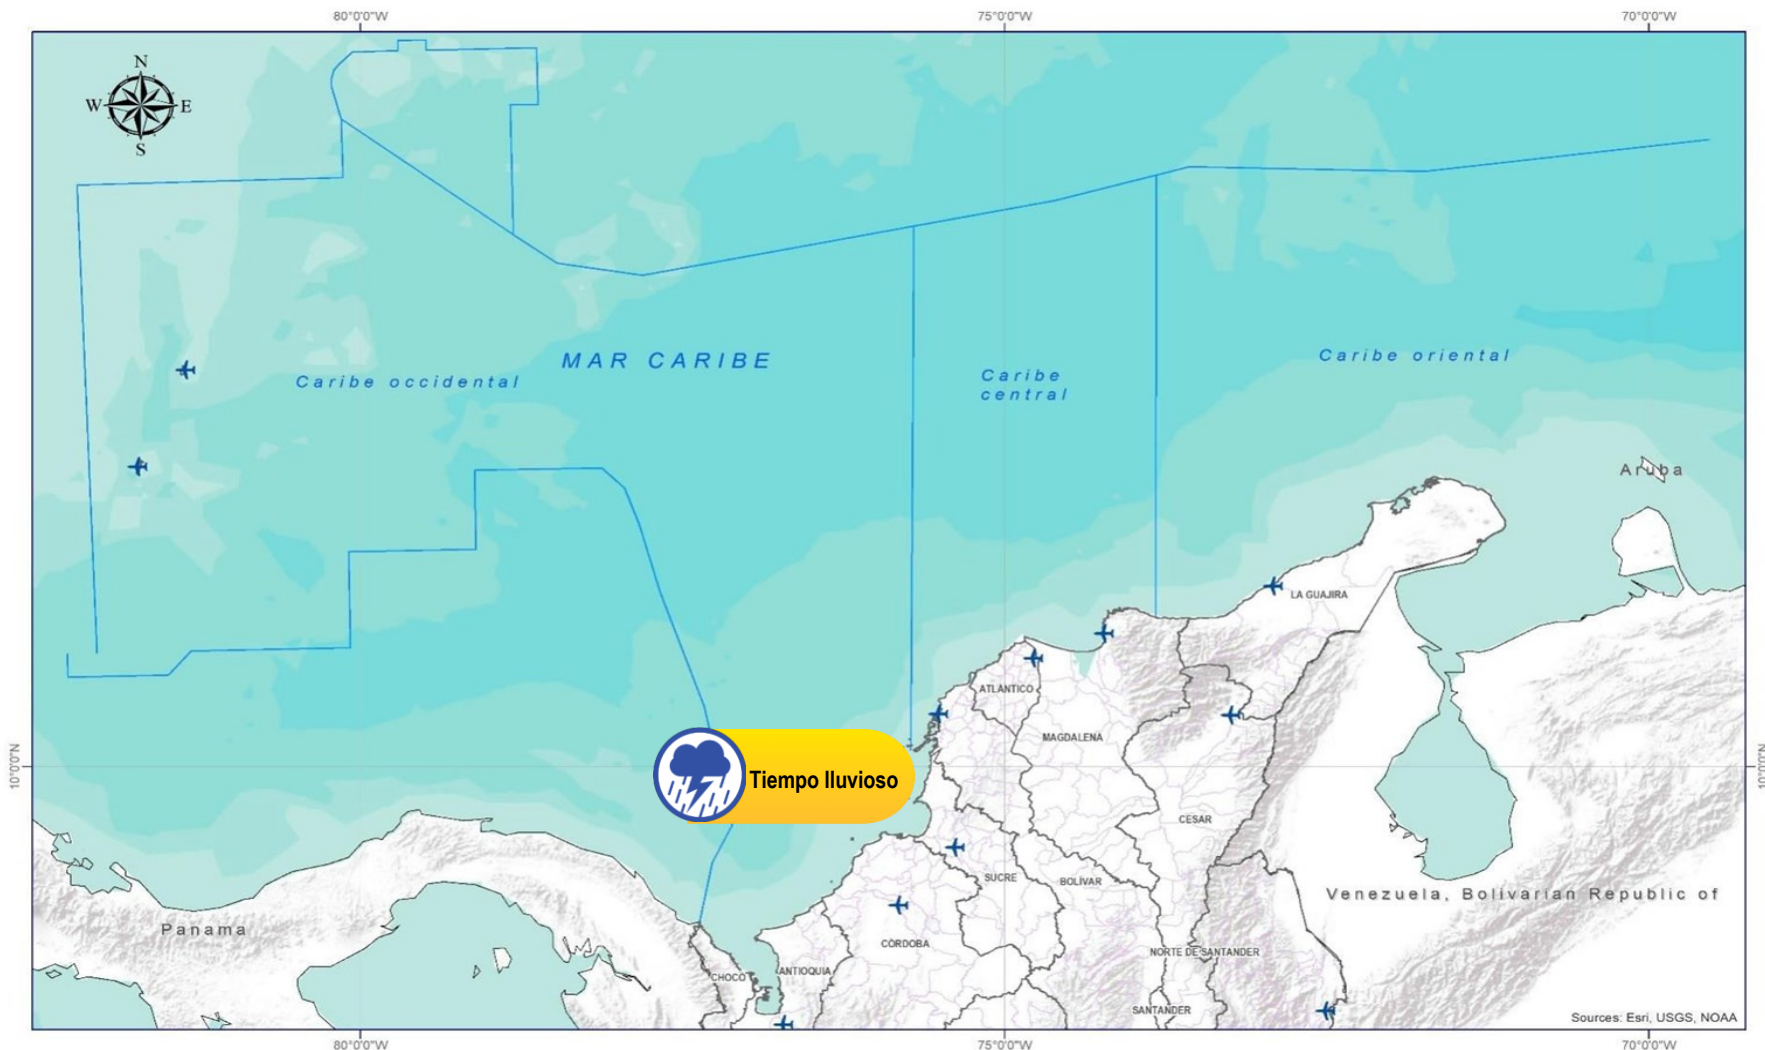 80°0'0"W
75°0'0"W
70°0'0"W
N
W
E
S
MAR CARIBE
Caribe occidental
Caribe
central
Caribe oriental
Aruba
LA GUAJIRA
ATLANTICO
MAGDALENA
10°0'0"N
10°0'0"N
Tiempo lluvioso
CESAR
SUCRE
BOLÍVAR
Venezuela, Bolivarian Republic of
Panama
CÓRDOBA
NORTE DE SANTANDER
CHOCO
ANTIOQUIA
SANTANDER
Sources: Esri, USGS, NOAA
80°0'0"W
75°0'0"W
70°0'0"W